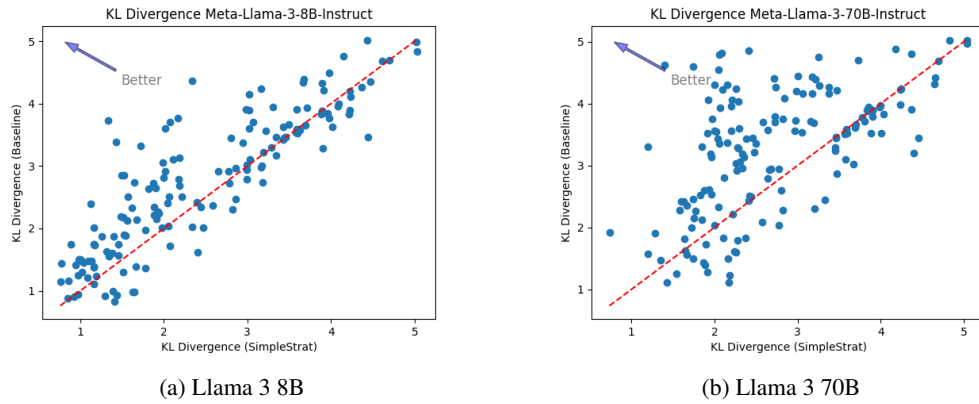 KL Divergence Meta-Llama-3-8B-Instruct
5
4
3
2
1
KL Divergence (Baseline)
Better
1 2 3 4 5
KL Divergence (SimpleStrat)
(a) Llama 3 8B
KL Divergence Meta-Llama-3-70B-Instruct
5
4
3
2
1
KL Divergence (Baseline)
Better
1 2 3 4 5
KL Divergence (SimpleStrat)
(b) Llama 3 70B